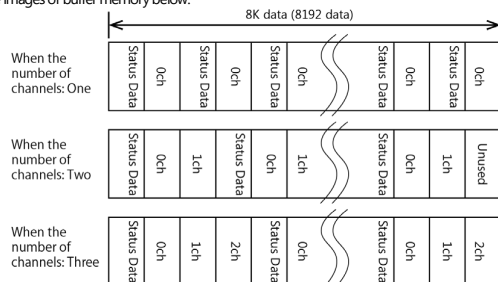 images of buffer memory below.
8K data (8192 data)
When the
number of
channels: One
Status Data
0ch
Status Data
0ch
Status Data
0ch
Status Data
0ch
Status Data
0ch
When the
number of
channels: Two
Status Data
0ch
1ch
Status Data
0ch
1ch
Status Data
0ch
1ch
Unused
When the
number of
channels: Three
Status Data
0ch
1ch
2ch
Status Data
0ch
Status Data
0ch
1ch
2ch